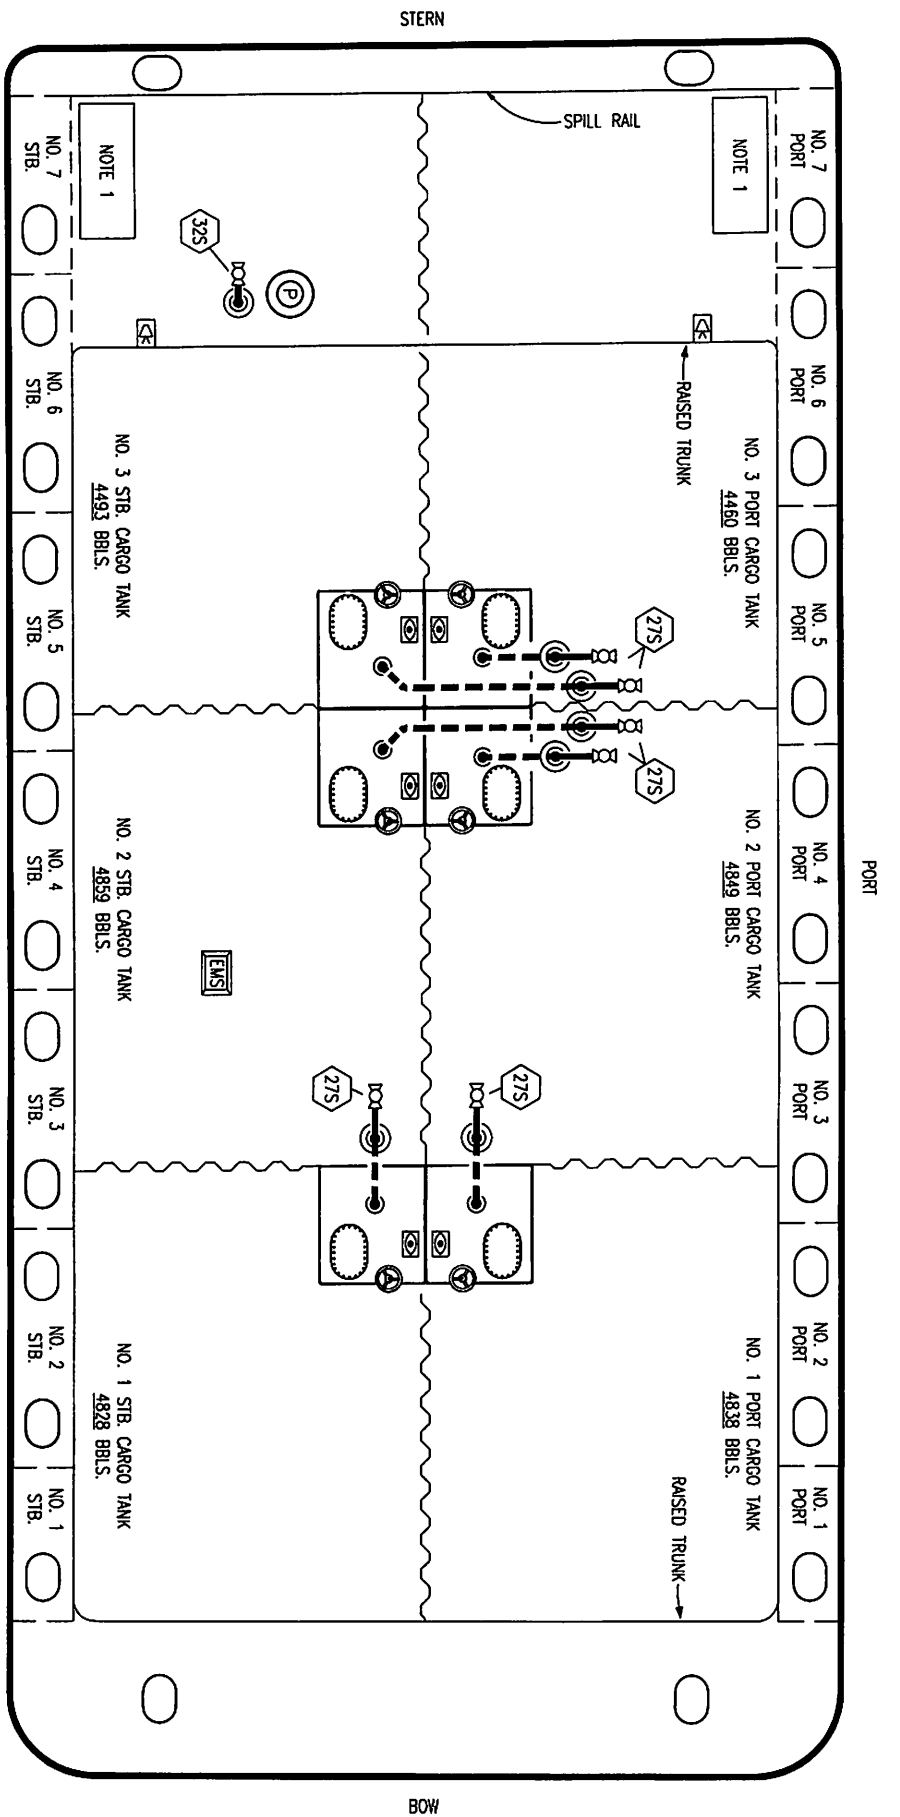 STERN
SPILL RAIL
NO. 7
STB.
NOTE 1
NOTE 1
NO. 7
PORT
32S
P
NO. 6
STB.
RAISED TRUNK
NO. 6
PORT
NO. 3 STB. CARGO TANK
4493 BBLS.
NO. 3 PORT CARGO TANK
4460 BBLS.
NO. 5
STB.
27S
NO. 5
PORT
27S
NO. 4
STB.
NO. 2 STB. CARGO TANK
4859 BBLS.
NO. 2 PORT CARGO TANK
4849 BBLS.
NO. 4
PORT
PORT
EMS
NO. 3
STB.
27S
27S
NO. 3
PORT
NO. 2
STB.
NO. 1 STB. CARGO TANK
4828 BBLS.
NO. 1 PORT CARGO TANK
4838 BBLS.
NO. 2
PORT
NO. 1
STB.
RAISED TRUNK
NO. 1
PORT
BOW